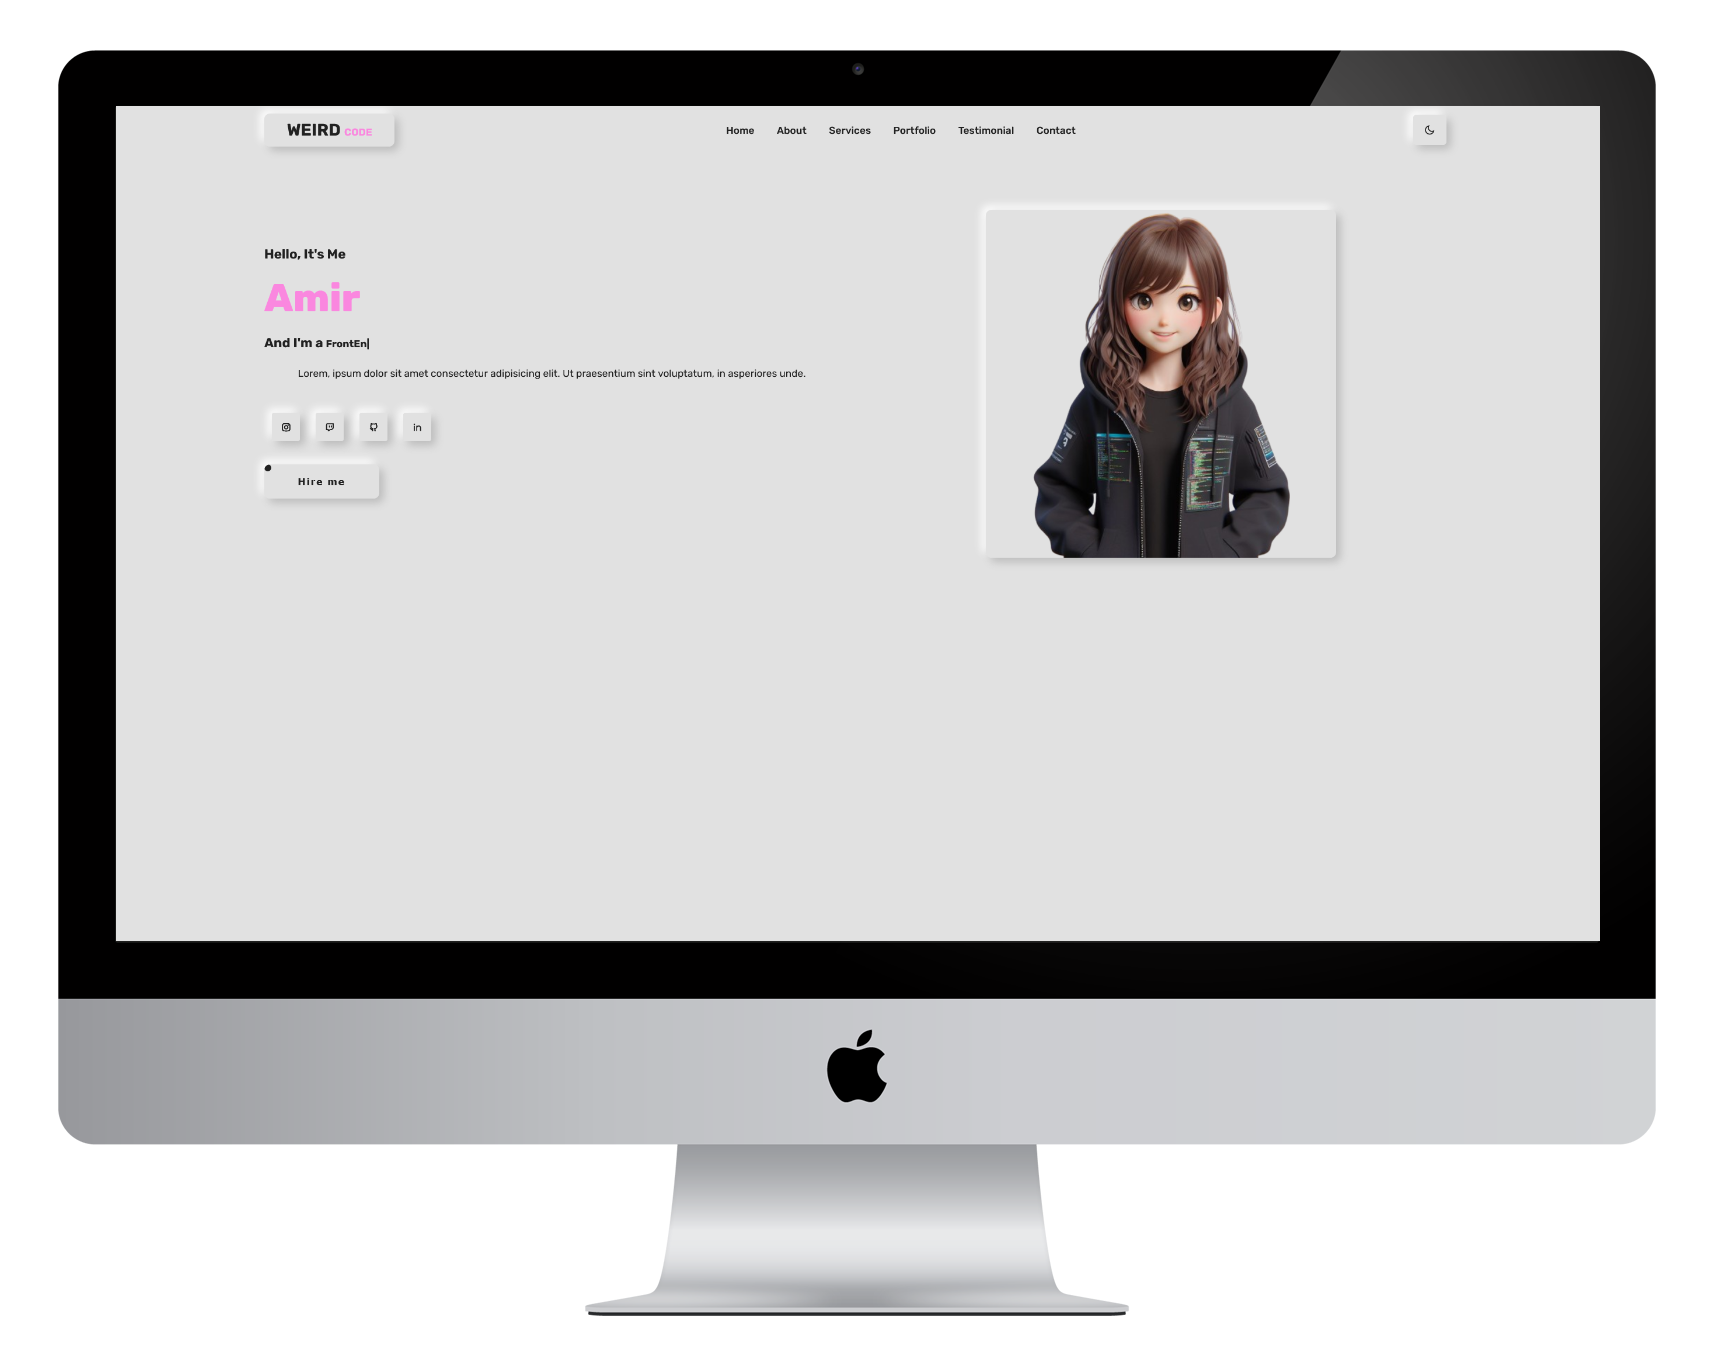 WEIRD CODE
Home About Services Portfolio Testimonial Contact
Hello, It's Me
Amir
And I'm a FrontEn|
Lorem, ipsum dolor sit amet consectetur adipisicing elit. Ut praesentium sint voluptatum, in asperiores unde.
in
Hire me